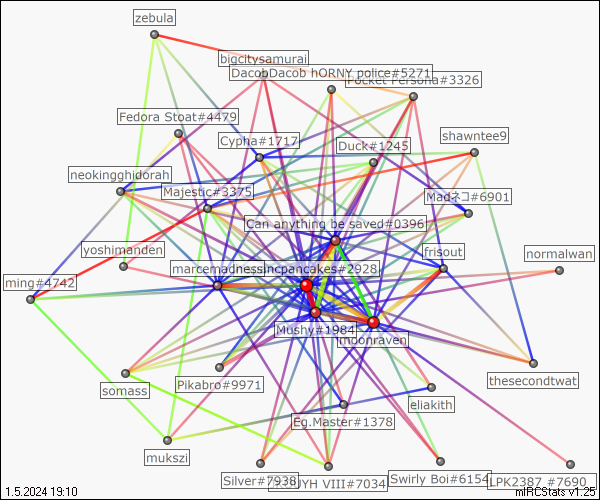 zebula
bigcitysamurai
DacobDacob hORNY police#5271
Pocket Persona#3326
Fedora Stoat#4479
Cypha#1717
shawntee9
Duck#1245
neokingghidorah
Majestic#3375
Madネコ#6901
Can anything be saved#0396
yoshimanden
frisout
normalwan
marcemadness
incpancakes#2928
ming#4742
Mushy#1984
moonraven
thesecondtwat
Pikabro#9971
somass
eliakith
Eg.Master#1378
mukszi
Silver#7938
UYH VIII#7034
Swirly Boi#6154
LPK2387 #7690
1.5.2024 19:10
mIRCStats v1.25